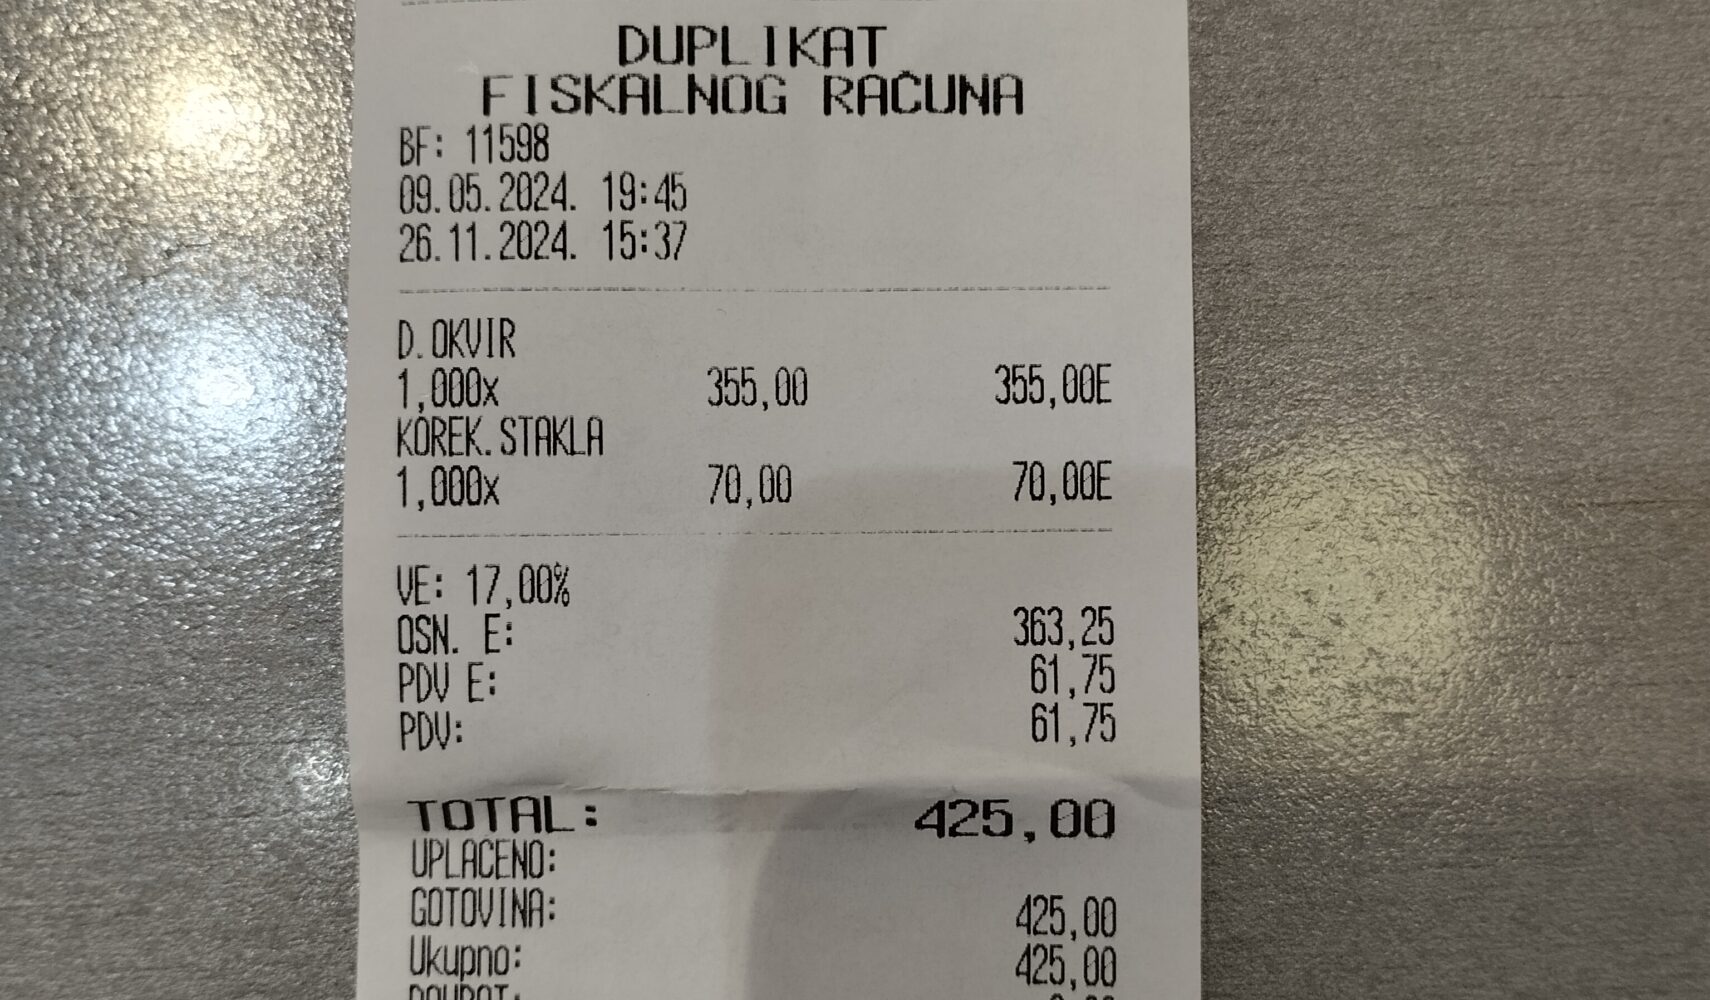 DUPLIKAT
FISKALNOG RAČUNA
BF: 11598
09.05.2024. 19:45
26.11.2024. 15:37
D.OKVIR
1,000x 355,00 355,00E
KOREK.STAKLA
1,000x 70,00 70,00E
VE: 17,00%
OSN. E: 363,25
PDV E: 61,75
PDV: 61,75
TOTAL: 425,00
UPLAĆENO:
GOTOVINA: 425,00
Ukupno: 425,00